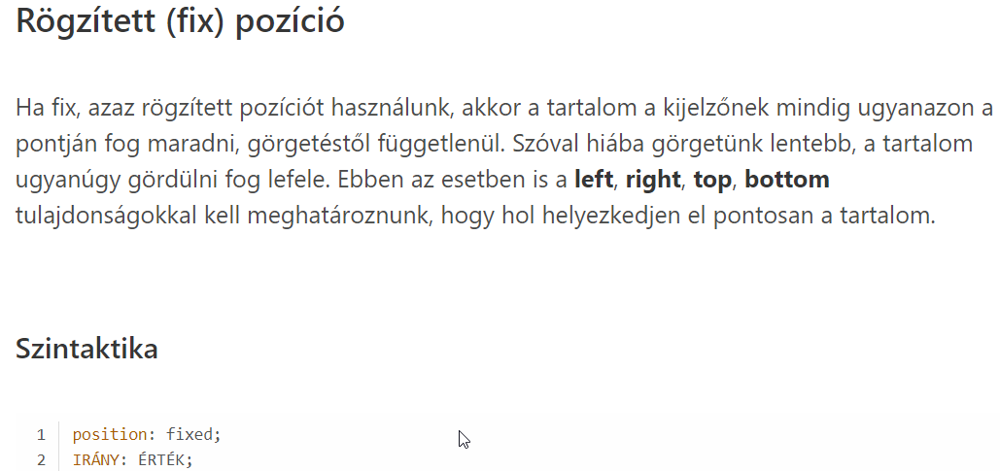 Rögzített (fix) pozíció
Ha fix, azaz rögzített pozíciót használunk, akkor a tartalom a kijelzőnek mindig ugyanazon a
pontján fog maradni, görgetéstől függetlenül. Szóval hiába görgetünk lentebb, a tartalom
ugyanúgy gördülni fog lefele. Ebben az esetben is a left, right, top, bottom
tulajdonságokkal kell meghatároznunk, hogy hol helyezkedjen el pontosan a tartalom.
Szintaktika
1 position: fixed;
2 IRÁNY: ÉRTÉK;